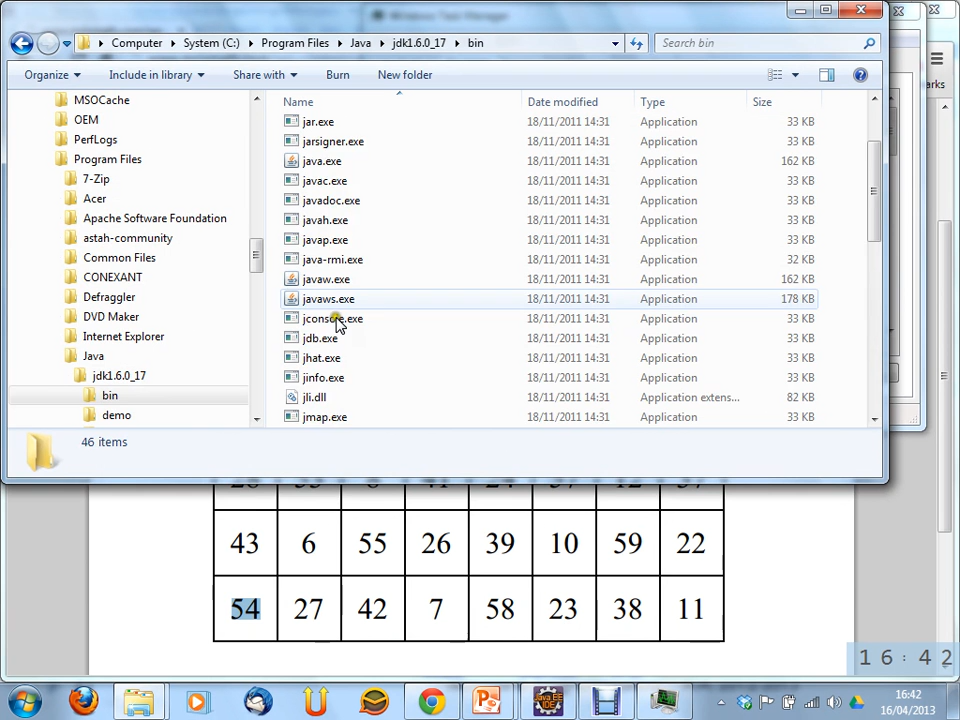 Windows Task Manager
Computer ▸ System (C:) ▸ Program Files ▸ Java ▸ jdk1.6.0_17 ▸ bin
Search bin
Organize Include in library Share with Burn New folder
arks
MSOCache
OEM
PerfLogs
Program Files
7-Zip
Acer
Apache Software Foundation
astah-community
Common Files
CONEXANT
Defraggler
DVD Maker
Internet Explorer
Java
jdk1.6.0_17
bin
demo
Name Date modified Type Size
jar.exe 18/11/2011 14:31 Application 33 KB
jarsigner.exe 18/11/2011 14:31 Application 33 KB
java.exe 18/11/2011 14:31 Application 162 KB
javac.exe 18/11/2011 14:31 Application 33 KB
javadoc.exe 18/11/2011 14:31 Application 33 KB
javah.exe 18/11/2011 14:31 Application 33 KB
javap.exe 18/11/2011 14:31 Application 33 KB
java-rmi.exe 18/11/2011 14:31 Application 32 KB
javaw.exe 18/11/2011 14:31 Application 162 KB
javaws.exe 18/11/2011 14:31 Application 178 KB
jconsole.exe 18/11/2011 14:31 Application 33 KB
jdb.exe 18/11/2011 14:31 Application 33 KB
jhat.exe 18/11/2011 14:31 Application 33 KB
jinfo.exe 18/11/2011 14:31 Application 33 KB
jli.dll 18/11/2011 14:31 Application extens... 92 KB
jmap.exe 18/11/2011 14:31 Application 33 KB
46 items
43 6 55 26 39 10 59 22
54 27 42 7 58 23 38 11
16:42
Java EE
IDE
16:42
16/04/2013